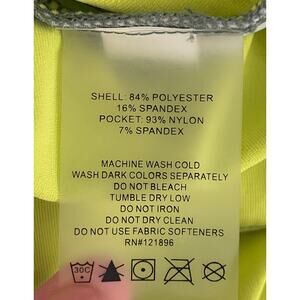 SHELL: 84% POLYESTER
16% SPANDEX
POCKET: 93% NYLON
7% SPANDEX
MACHINE WASH COLD
WASH DARK COLORS SEPARATELY
DO NOT BLEACH
TUMBLE DRY LOW
DO NOT IRON
DO NOT DRY CLEAN
DO NOT USE FABRIC SOFTENERS
RN#121896
30C